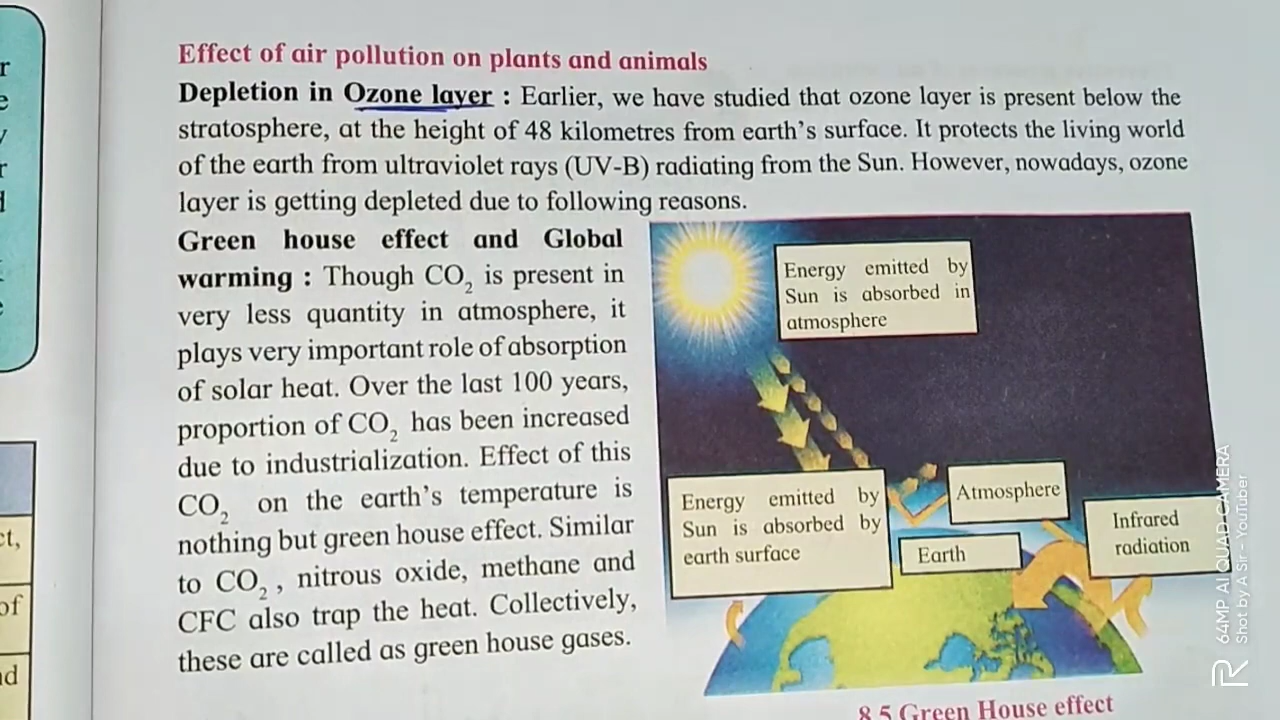 Effect of air pollution on plants and animals
Depletion in Ozone layer : Earlier, we have studied that ozone layer is present below the
stratosphere, at the height of 48 kilometres from earth's surface. It protects the living world
of the earth from ultraviolet rays (UV-B) radiating from the Sun. However, nowadays, ozone
layer is getting depleted due to following reasons.
Green house effect and Global
warming : Though CO₂ is present in
very less quantity in atmosphere, it
plays very important role of absorption
of solar heat. Over the last 100 years,
proportion of CO₂ has been increased
due to industrialization. Effect of this
CO₂ on the earth's temperature is
nothing but green house effect. Similar
to CO₂ , nitrous oxide, methane and
CFC also trap the heat. Collectively,
these are called as green house gases.
Energy emitted by
Sun is absorbed in
atmosphere
Energy emitted by
Sun is absorbed by
earth surface
Atmosphere
Earth
Infrared
radiation
8.5 Green House effect
of
64MP AI QUAD CAMERA
Shot by A Sir - YouTuber